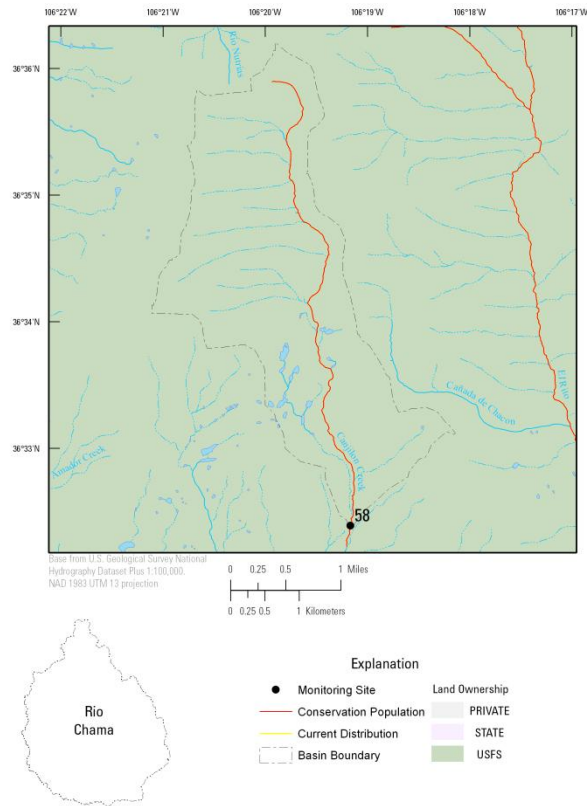 106°22'W 106°21'W 106°20'W 106°19'W 106°18'W 106°17'W
36°36'N
36°35'N
36°34'N
36°33'N
Rio Nutrias
Cañada de Chacon
El Rito
Canjilon Creek
Amador Creek
58
Base from U.S. Geological Survey National
Hydrography Dataset Plus 1:100,000.
NAD 1983 UTM 13 projection
0 0.25 0.5 1 Miles
0 0.25 0.5 1 Kilometers
Rio
Chama
Explanation
Monitoring Site
Conservation Population
Current Distribution
Basin Boundary
Land Ownership
PRIVATE
STATE
USFS